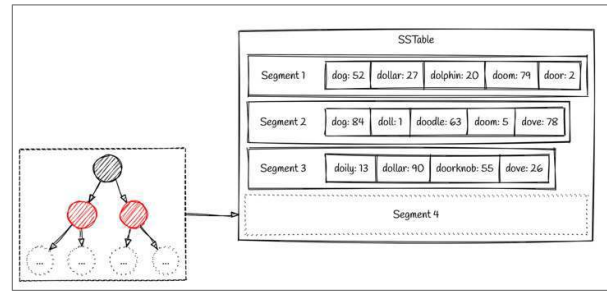 SSTable
Segment 1 dog: 52 dollar: 27 dolphin: 20 doom: 79 door: 2
Segment 2 dog: 84 doll: 1 doodle: 63 doom: 5 dove: 78
Segment 3 doily: 13 dollar: 90 doorknob: 55 dove: 26
Segment 4
... ... ... ...